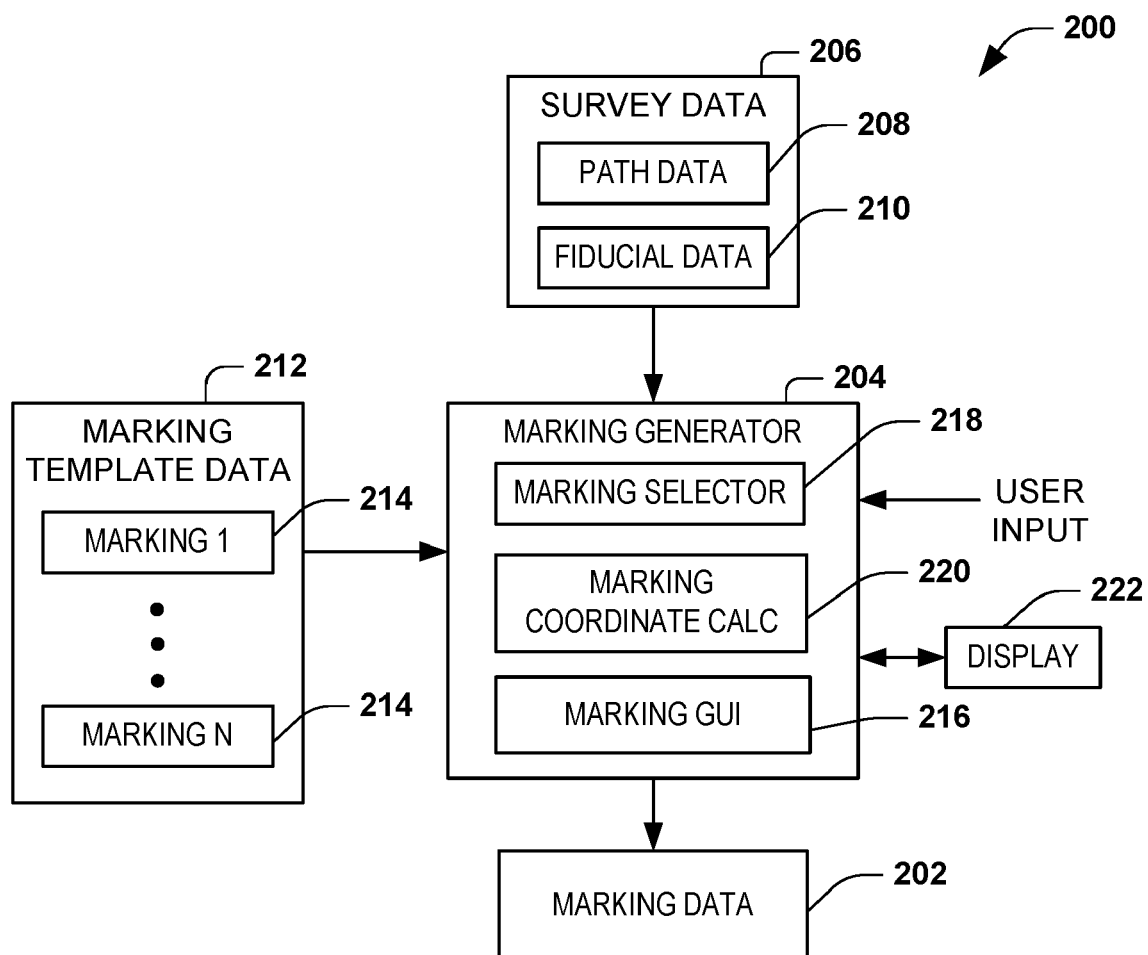 200
206
SURVEY DATA
208
PATH DATA
210
FIDUCIAL DATA
212
MARKING
TEMPLATE DATA
214
MARKING 1
214
MARKING N
204
MARKING GENERATOR
218
MARKING SELECTOR
220
MARKING
COORDINATE CALC
MARKING GUI
216
USER
INPUT
222
DISPLAY
202
MARKING DATA